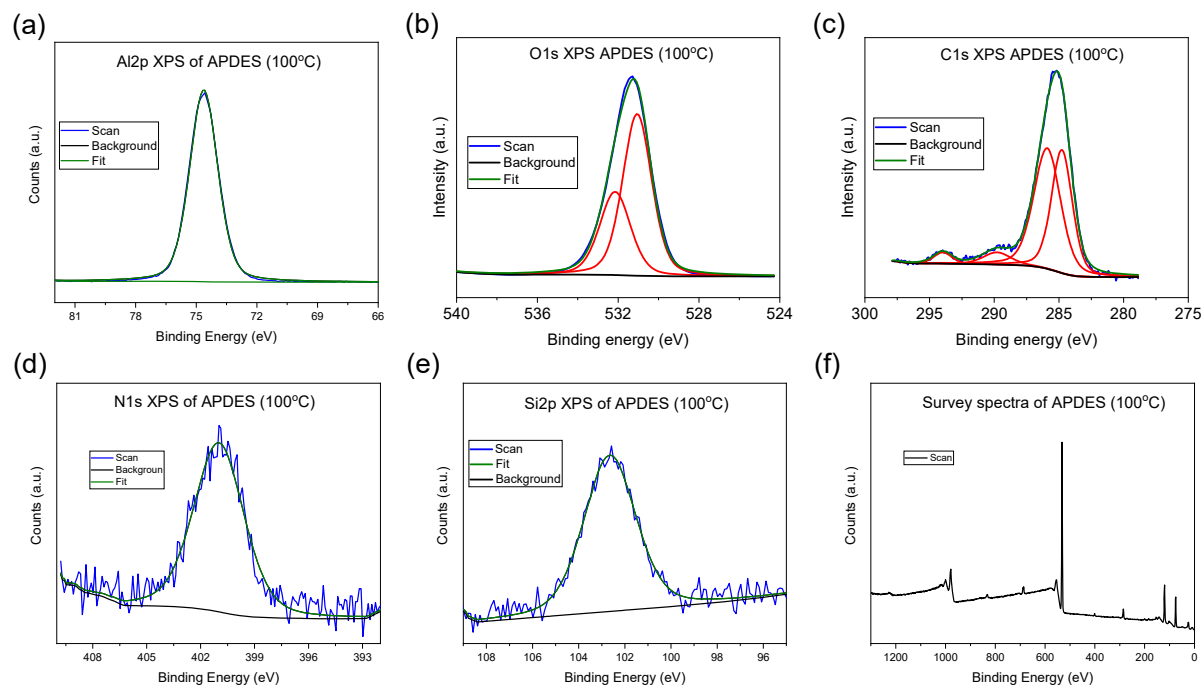 (a)
Al2p XPS of APDES (100°C)
Scan
Background
Fit
Counts (a.u.)
81 78 75 72 69 66
Binding Energy (eV)
(b)
O1s XPS APDES (100°C)
Scan
Background
Fit
Intensity (a.u.)
540 536 532 528 524
Binding energy (eV)
(c)
C1s XPS APDES (100°C)
Scan
Background
Fit
Intensity (a.u.)
300 295 290 285 280 275
Binding energy (eV)
(d)
N1s XPS of APDES (100°C)
Scan
Backgroun
Fit
Counts (a.u.)
408 405 402 399 396 393
Binding Energy (eV)
(e)
Si2p XPS of APDES (100°C)
Scan
Fit
Background
Counts (a.u.)
108 106 104 102 100 98 96
Binding Energy (eV)
(f)
Survey spectra of APDES (100°C)
Scan
Counts (a.u.)
1200 1000 800 600 400 200 0
Binding Energy (eV)